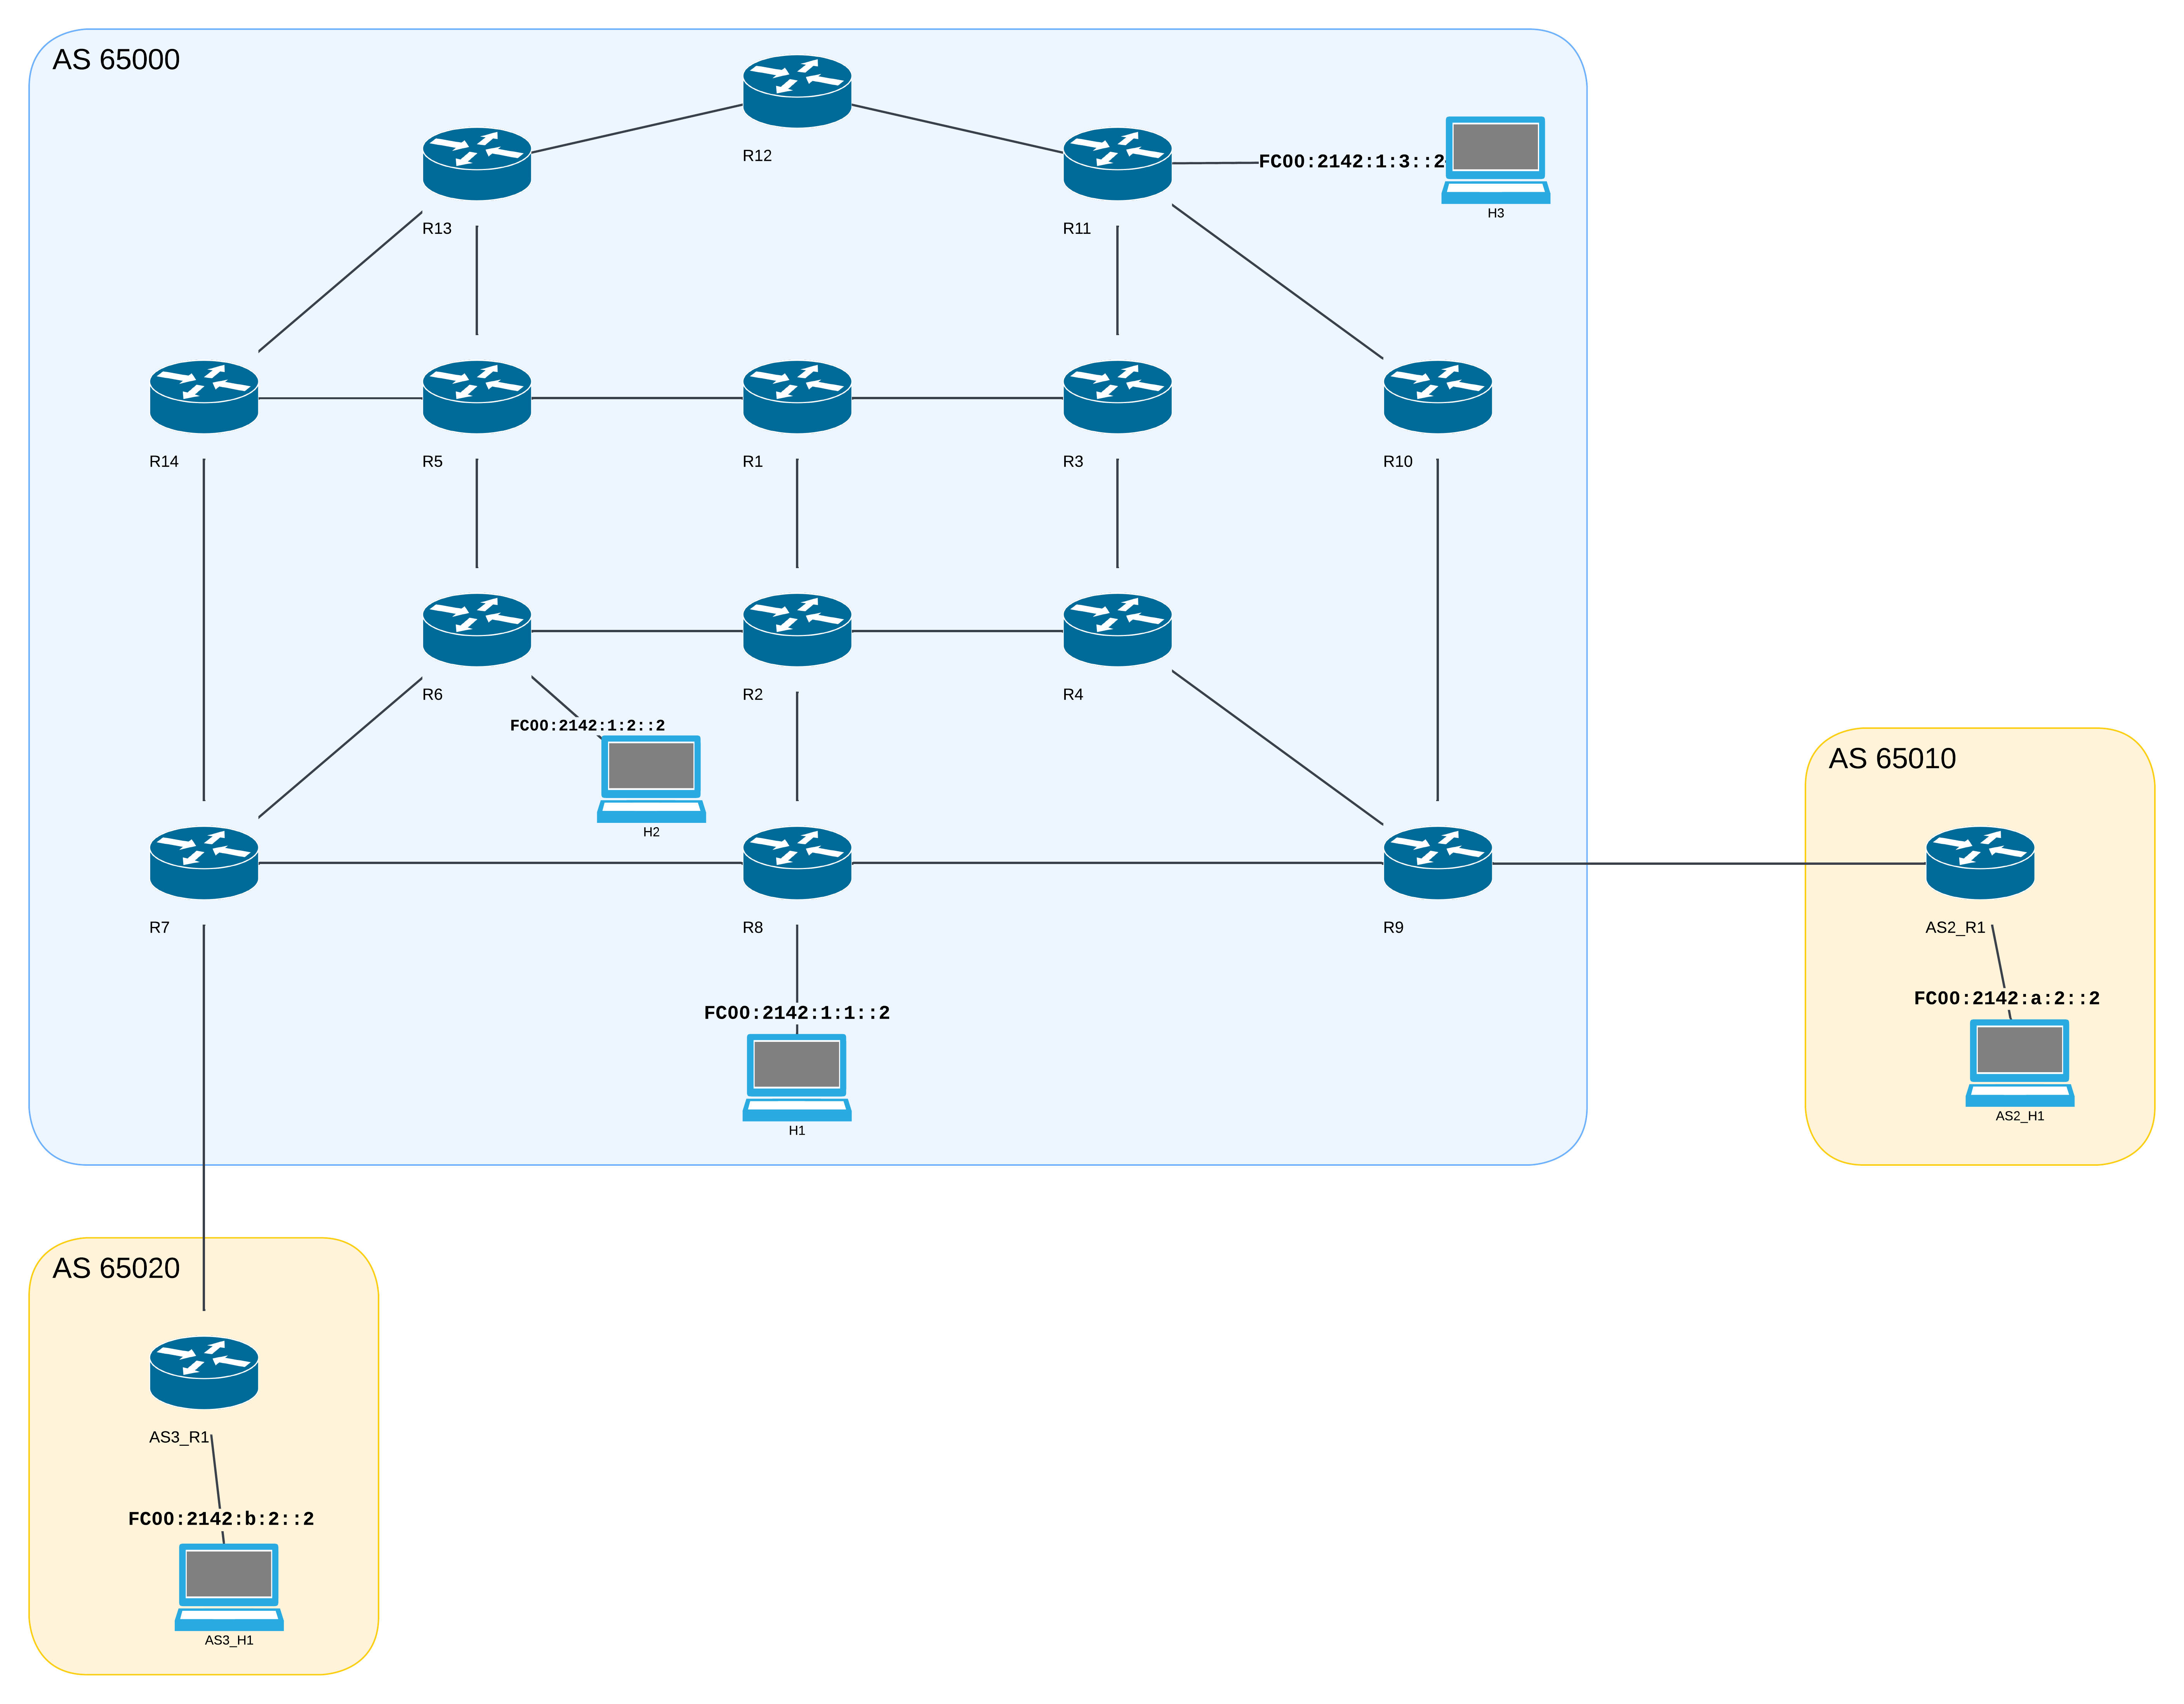 AS 65000
R12
FC00:2142:1:3::2
H3
R13
R11
R14
R5
R1
R3
R10
R6
R2
R4
FC00:2142:1:2::2
H2
AS 65010
R7
R8
R9
AS2_R1
FC00:2142:a:2::2
FC00:2142:1:1::2
AS2_H1
H1
AS 65020
AS3_R1
FC00:2142:b:2::2
AS3_H1